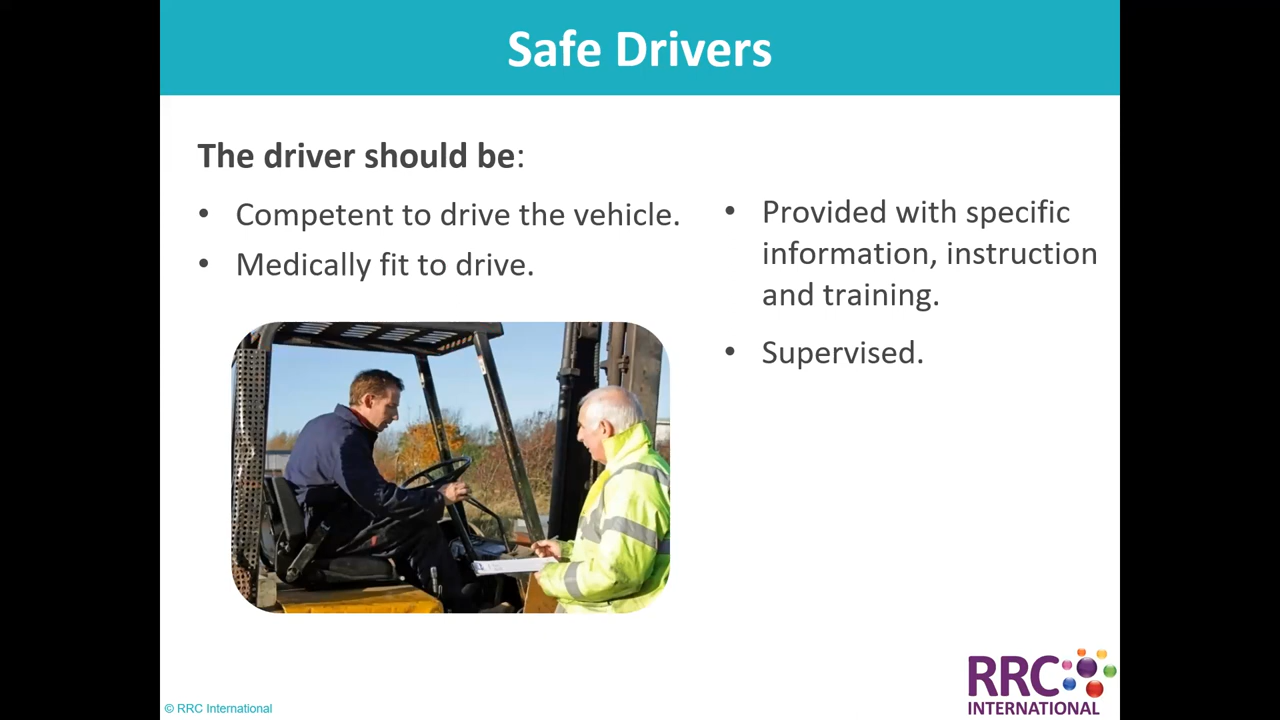 Safe Drivers
The driver should be:
• Competent to drive the vehicle.
• Medically fit to drive.
• Provided with specific
information, instruction
and training.
• Supervised.
© RRC International
RRC
INTERNATIONAL